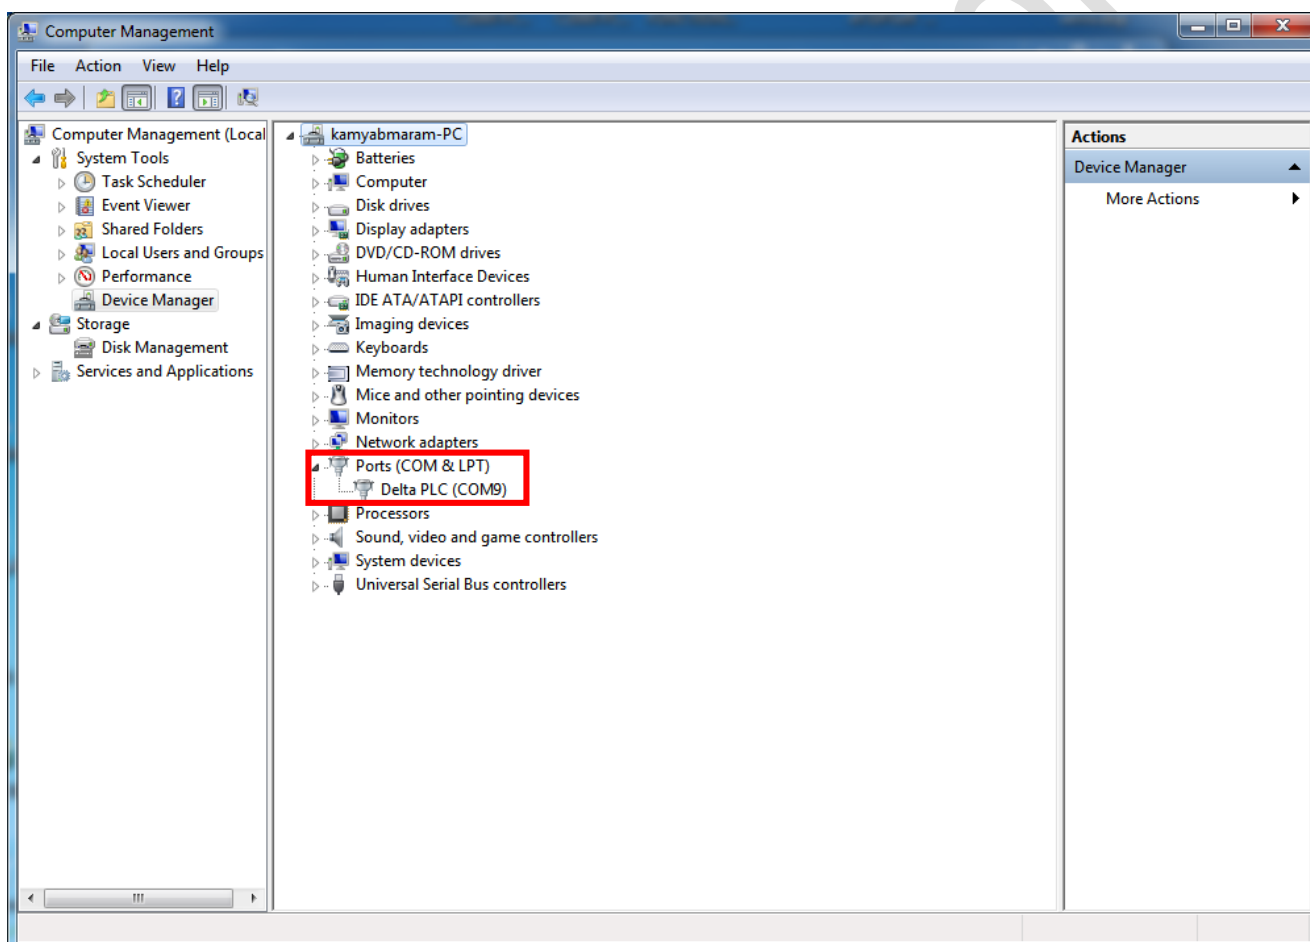 Computer Management
File Action View Help
Computer Management (Local
System Tools
Task Scheduler
Event Viewer
Shared Folders
Local Users and Groups
Performance
Device Manager
Storage
Disk Management
Services and Applications
kamyabmaram-PC
Batteries
Computer
Disk drives
Display adapters
DVD/CD-ROM drives
Human Interface Devices
IDE ATA/ATAPI controllers
Imaging devices
Keyboards
Memory technology driver
Mice and other pointing devices
Monitors
Network adapters
Ports (COM & LPT)
Delta PLC (COM9)
Processors
Sound, video and game controllers
System devices
Universal Serial Bus controllers
Actions
Device Manager
More Actions